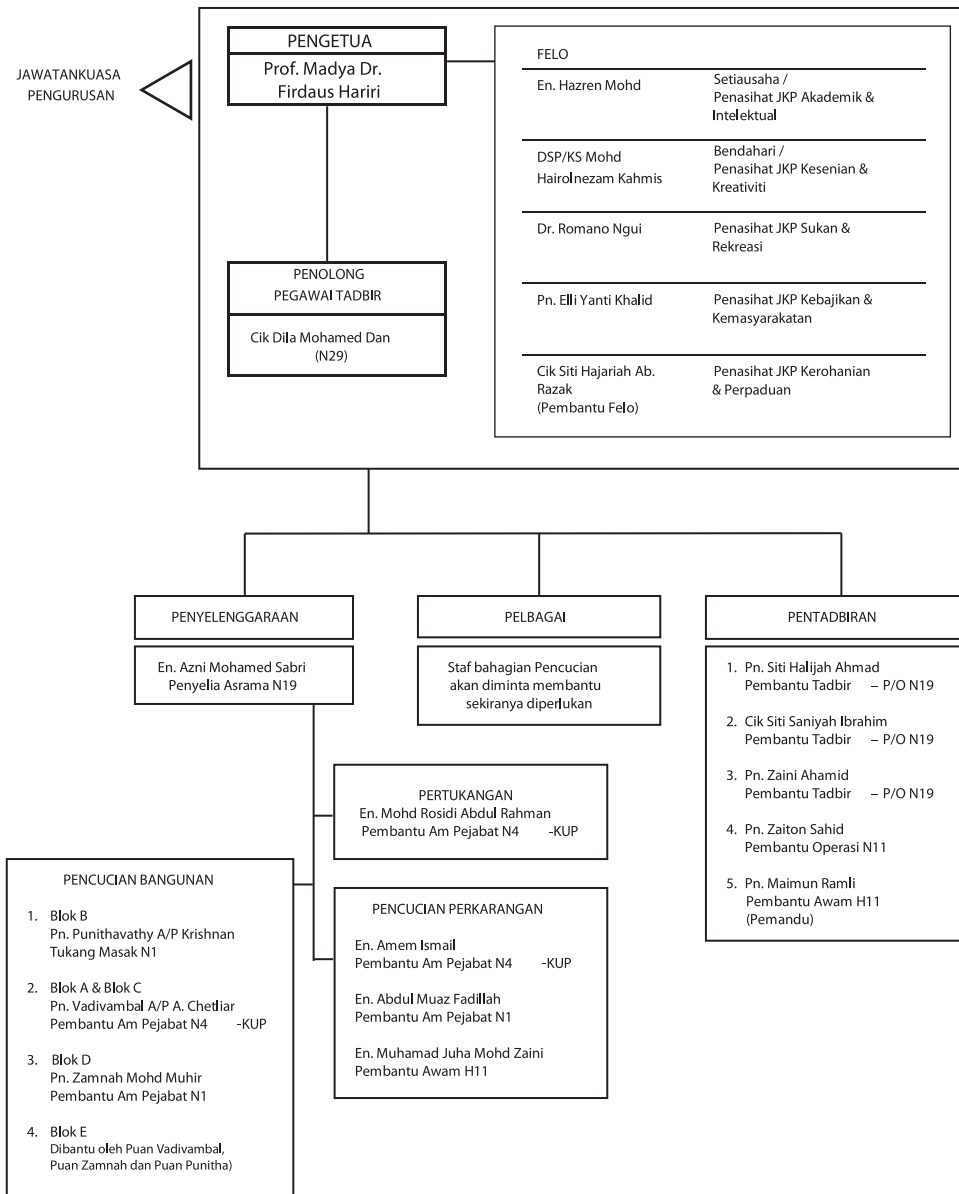 JAWATANKUASA
PENGURUSAN
PENGETUA
Prof. Madya Dr.
Firdaus Hariri
PENOLONG
PEGAWAI TADBIR
Cik Dila Mohamed Dan
(N29)
FELO
En. Hazren Mohd
Setiausaha /
Penasihat JKP Akademik &
Intelektual
DSP/KS Mohd
Hairolnezam Kahmis
Bendahari /
Penasihat JKP Kesenian &
Kreativiti
Dr. Romano Ngui
Penasihat JKP Sukan &
Rekreasi
Pn. Elli Yanti Khalid
Penasihat JKP Kebajikan &
Kemasyarakatan
Cik Siti Hajariah Ab.
Razak
(Pembantu Felo)
Penasihat JKP Kerohanian
& Perpaduan
PENYELENGGARAAN
En. Azni Mohamed Sabri
Penyelia Asrama N19
PELBAGAI
Staf bahagian Pencucian
akan diminta membantu
sekiranya diperlukan
PENTADBIRAN
1. Pn. Siti Halijah Ahmad
Pembantu Tadbir – P/O N19
2. Cik Siti Saniyah Ibrahim
Pembantu Tadbir – P/O N19
3. Pn. Zaini Ahamid
Pembantu Tadbir – P/O N19
4. Pn. Zaiton Sahid
Pembantu Operasi N11
5. Pn. Maimun Ramli
Pembantu Awam H11
(Pemandu)
PERTUKANGAN
En. Mohd Rosidi Abdul Rahman
Pembantu Am Pejabat N4 -KUP
PENCUCIAN BANGUNAN
1. Blok B
Pn. Punithavathy A/P Krishnan
Tukang Masak N1
2. Blok A & Blok C
Pn. Vadivambal A/P A. Chetliar
Pembantu Am Pejabat N4 -KUP
3. Blok D
Pn. Zamnah Mohd Muhir
Pembantu Am Pejabat N1
4. Blok E
Dibantu oleh Puan Vadivambal,
Puan Zamnah dan Puan Punitha)
PENCUCIAN PERKARANGAN
En. Amem Ismail
Pembantu Am Pejabat N4 -KUP
En. Abdul Muaz Fadillah
Pembantu Am Pejabat N1
En. Muhamad Juha Mohd Zaini
Pembantu Awam H11